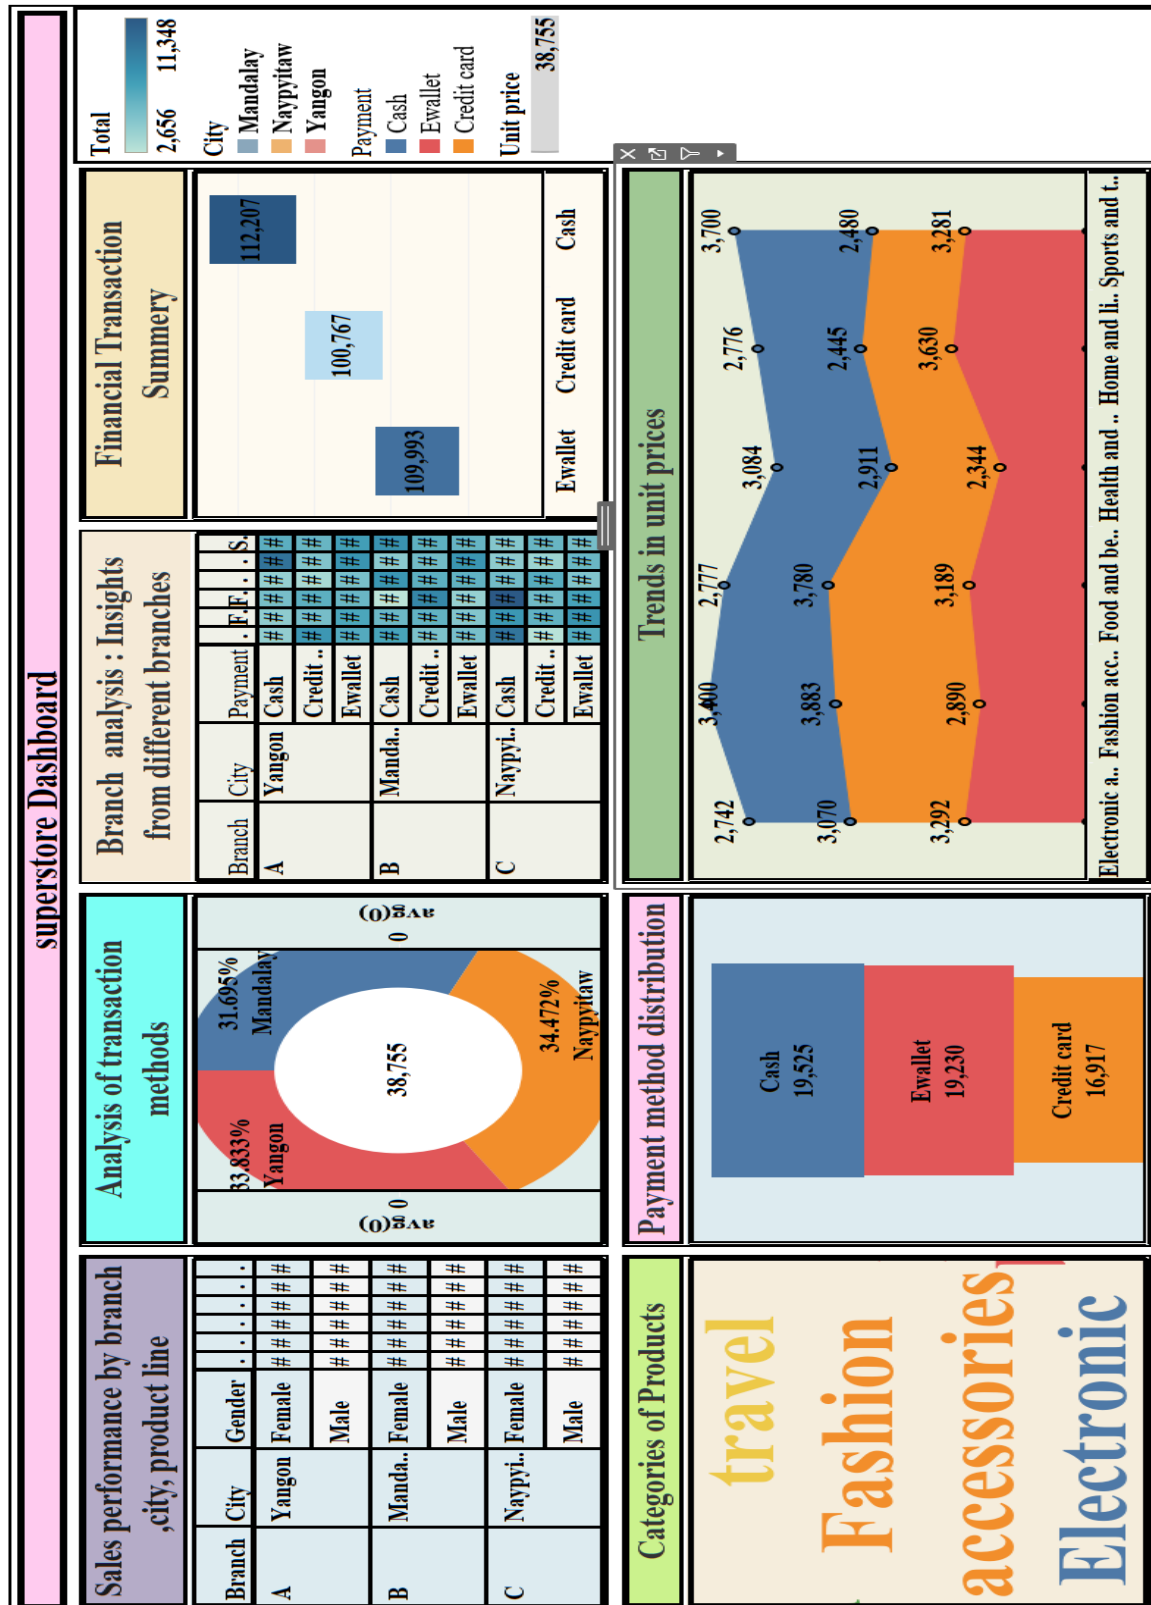 superstore Dashboard
Sales performance by branch
,city, product line
Branch City Gender . . . . . .
A Yangon Female ## ## ## ## ## ##
Male ## ## ## ## ## ##
B Manda.. Female ## ## ## ## ## ##
Male ## ## ## ## ## ##
C Naypyi.. Female ## ## ## ## ## ##
Male ## ## ## ## ## ##
Analysis of transaction
methods
avg(0)
0
33.833%
Yangon
31.695%
Mandalay
38,755
34.472%
Naypyitaw
avg(0)
0
Branch analysis : Insights
from different branches
Branch City Payment . F. F. . . S.
A Yangon Cash ## ## ## ## ## ##
Credit .. ## ## ## ## ## ##
Ewallet ## ## ## ## ## ##
B Manda.. Cash ## ## ## ## ## ##
Credit .. ## ## ## ## ## ##
Ewallet ## ## ## ## ## ##
C Naypyi.. Cash ## ## ## ## ## ##
Credit .. ## ## ## ## ## ##
Ewallet ## ## ## ## ## ##
Financial Transaction
Summery
112,207
100,767
109,993
Ewallet Credit card Cash
Total
2,656 11,348
City
Mandalay
Naypyitaw
Yangon
Payment
Cash
Ewallet
Credit card
Unit price
38,755
Categories of Products
travel
Fashion
accessories
Electronic
Payment method distribution
Cash
19,525
Ewallet
19,230
Credit card
16,917
Trends in unit prices
2,742 3,400 2,777 3,084 2,776 3,700
3,070 3,883 3,780 2,911 2,445 2,480
3,292 2,890 3,189 2,344 3,630 3,281
Electronic a.. Fashion acc.. Food and be.. Health and .. Home and li.. Sports and t..